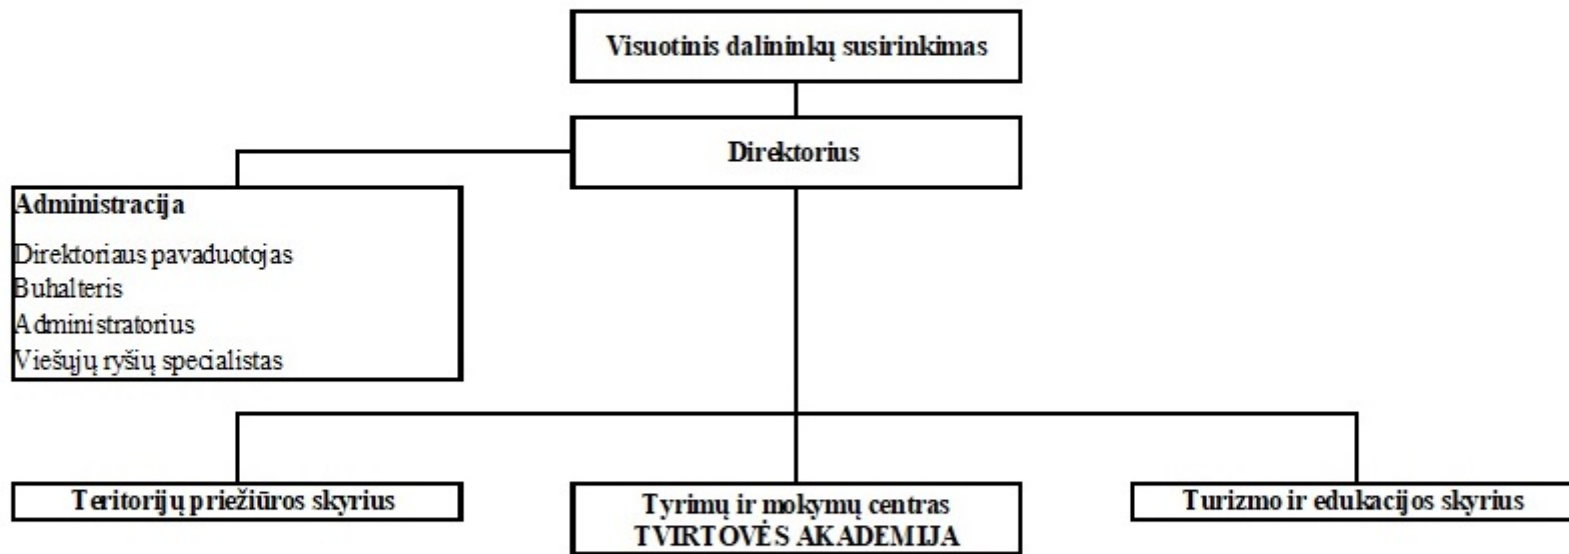 Visuotinis dalininkų susirinkimas
Direktorius
Administracija
Direktoriaus pavaduotojas
Buhalteris
Administratorius
Viešųjų ryšių specialistas
Teritorijų priežiūros skyrius
Tyrimų ir mokymų centras
TVIRTOVĖS AKADEMIJA
Turizmo ir edukacijos skyrius